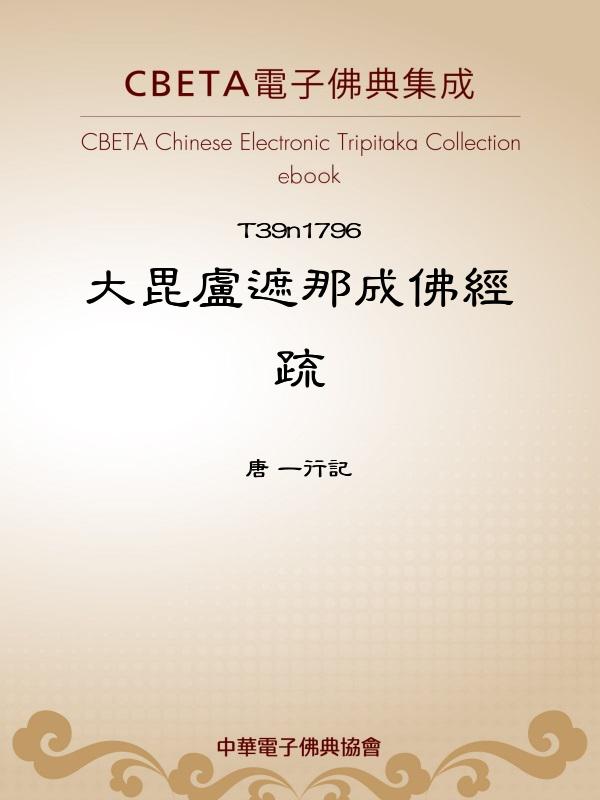 CBETA電子佛典集成
CBETA Chinese Electronic Tripitaka Collection
ebook
T39n1796
大毘盧遮那成佛經
疏
唐 一行記
中華電子佛典協會